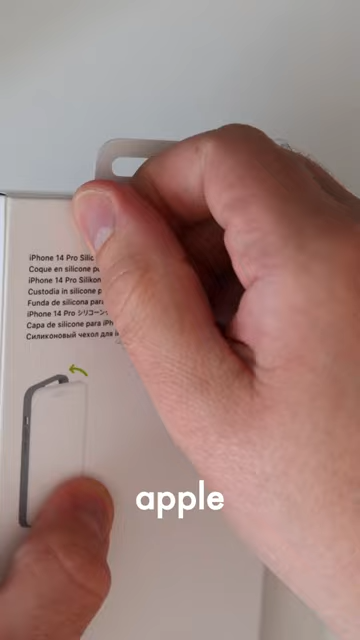 iPhone 14 Pro Silic
Coque en silicone p
iPhone 14 Pro Silikon
Custodia in silicone p
Funda de silicona para
iPhone 14 Pro シリコーン
Capa de silicone para iPh
Силиконовый чехол для i
apple